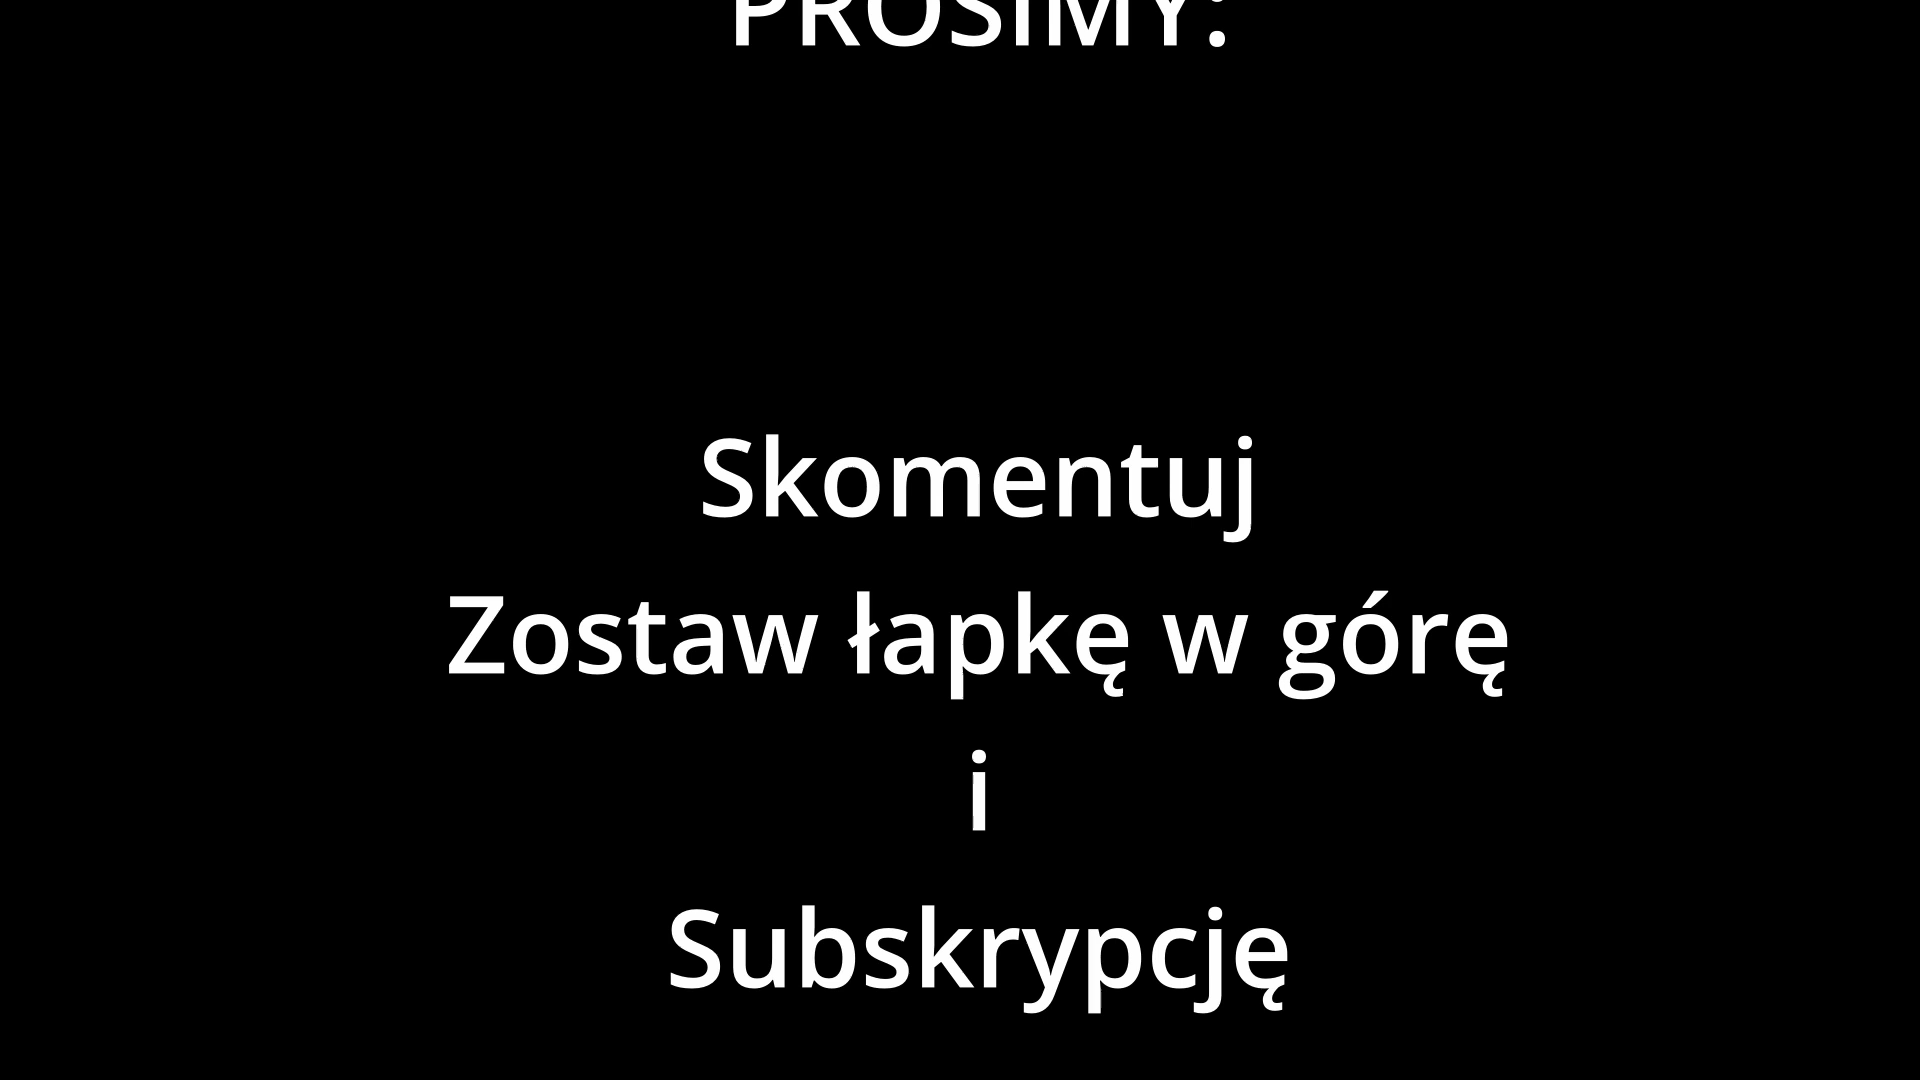 PROSIMY:
Skomentuj
Zostaw łapkę w górę
i
Subskrypcję